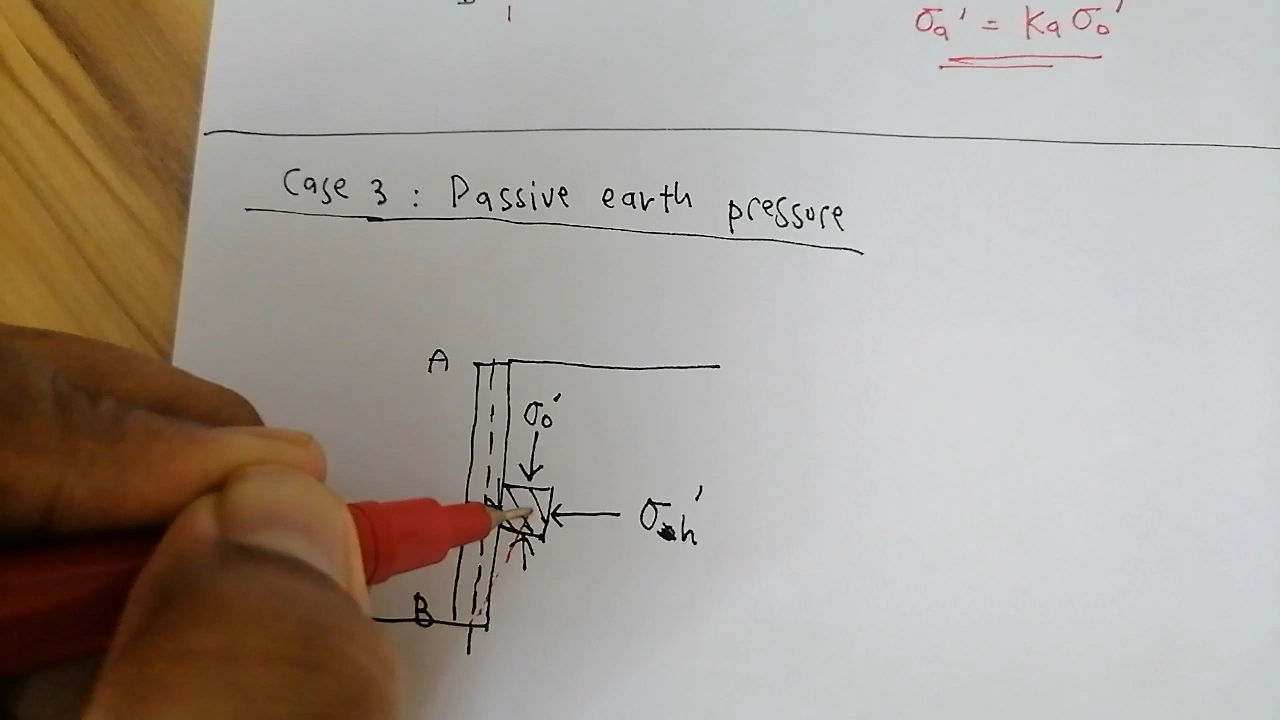 σa' = Ka σo'
Case 3 : Passive earth pressure
A
σo'
σh'
B